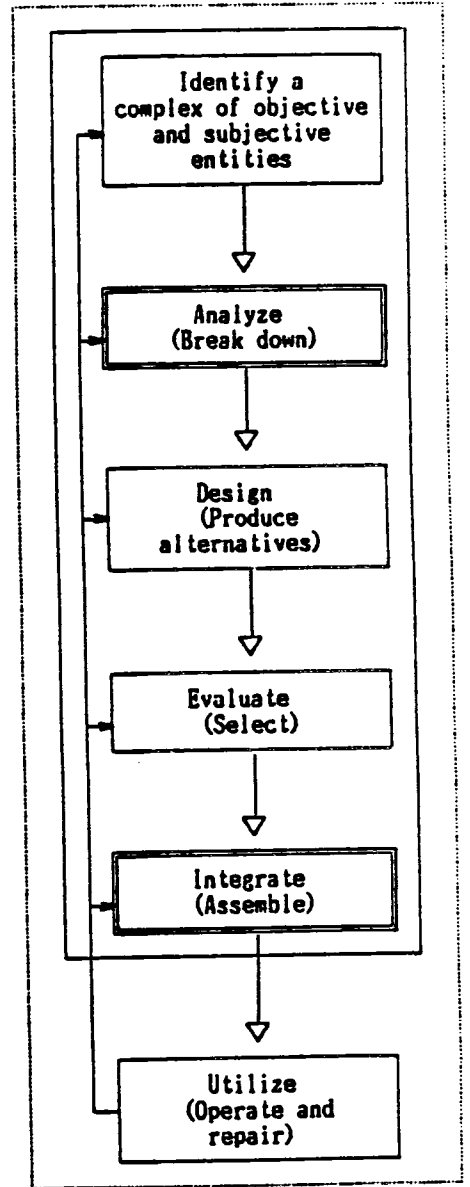 Identify a
complex of objective
and subjective
entities
Analyze
(Break down)
Design
(Produce
alternatives)
Evaluate
(Select)
Integrate
(Assemble)
Utilize
(Operate and
repair)